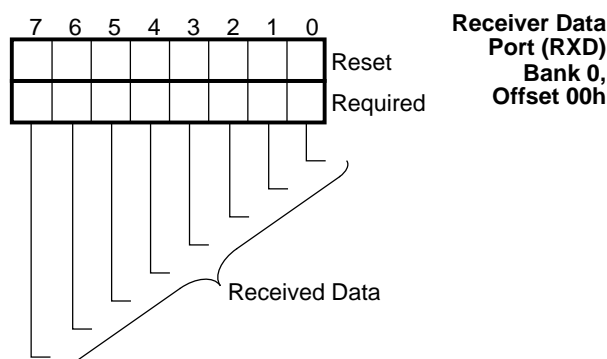 7 6 5 4 3 2 1 0
Reset
Required
Receiver Data
Port (RXD)
Bank 0,
Offset 00h
Received Data